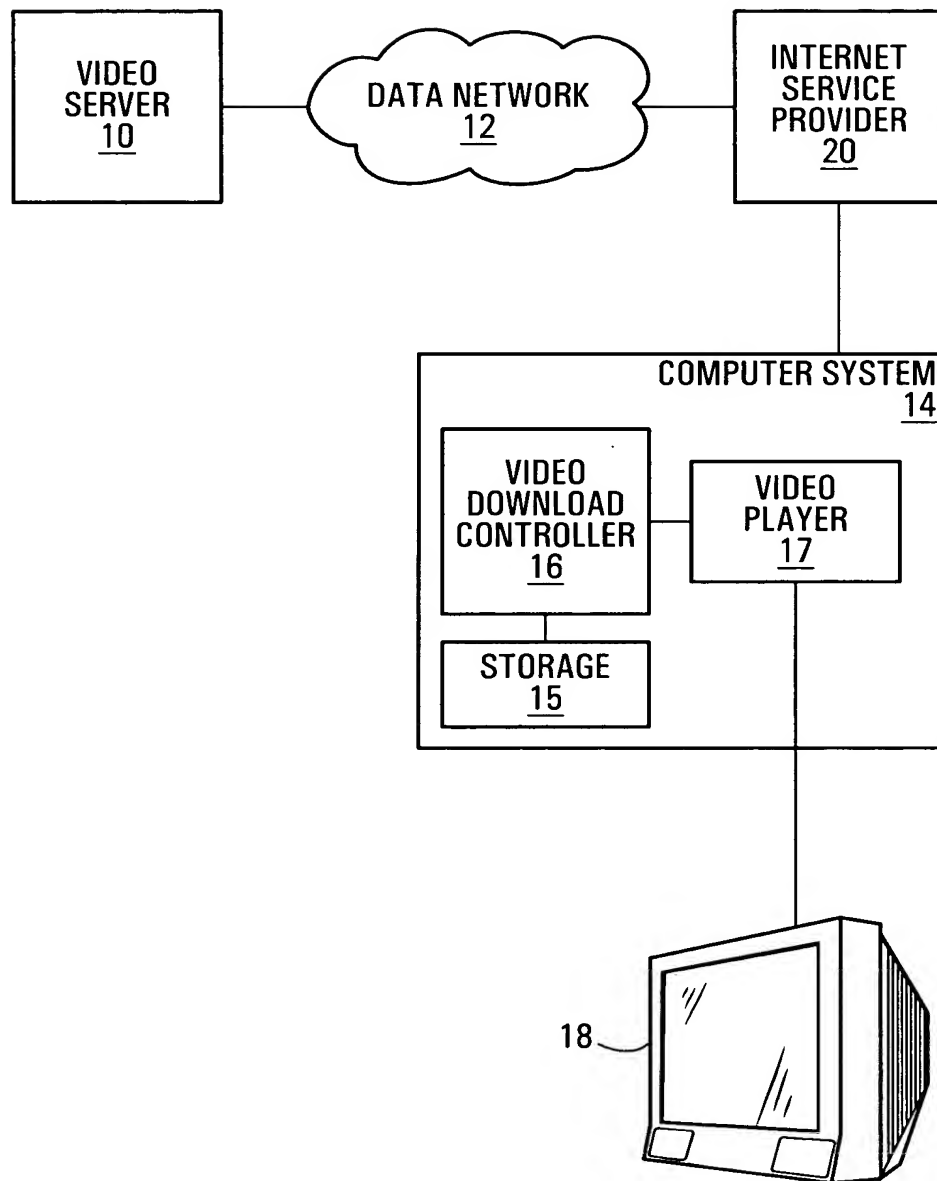 VIDEO
SERVER
10
DATA NETWORK
12
INTERNET
SERVICE
PROVIDER
20
COMPUTER SYSTEM
14
VIDEO
DOWNLOAD
CONTROLLER
16
VIDEO
PLAYER
17
STORAGE
15
18